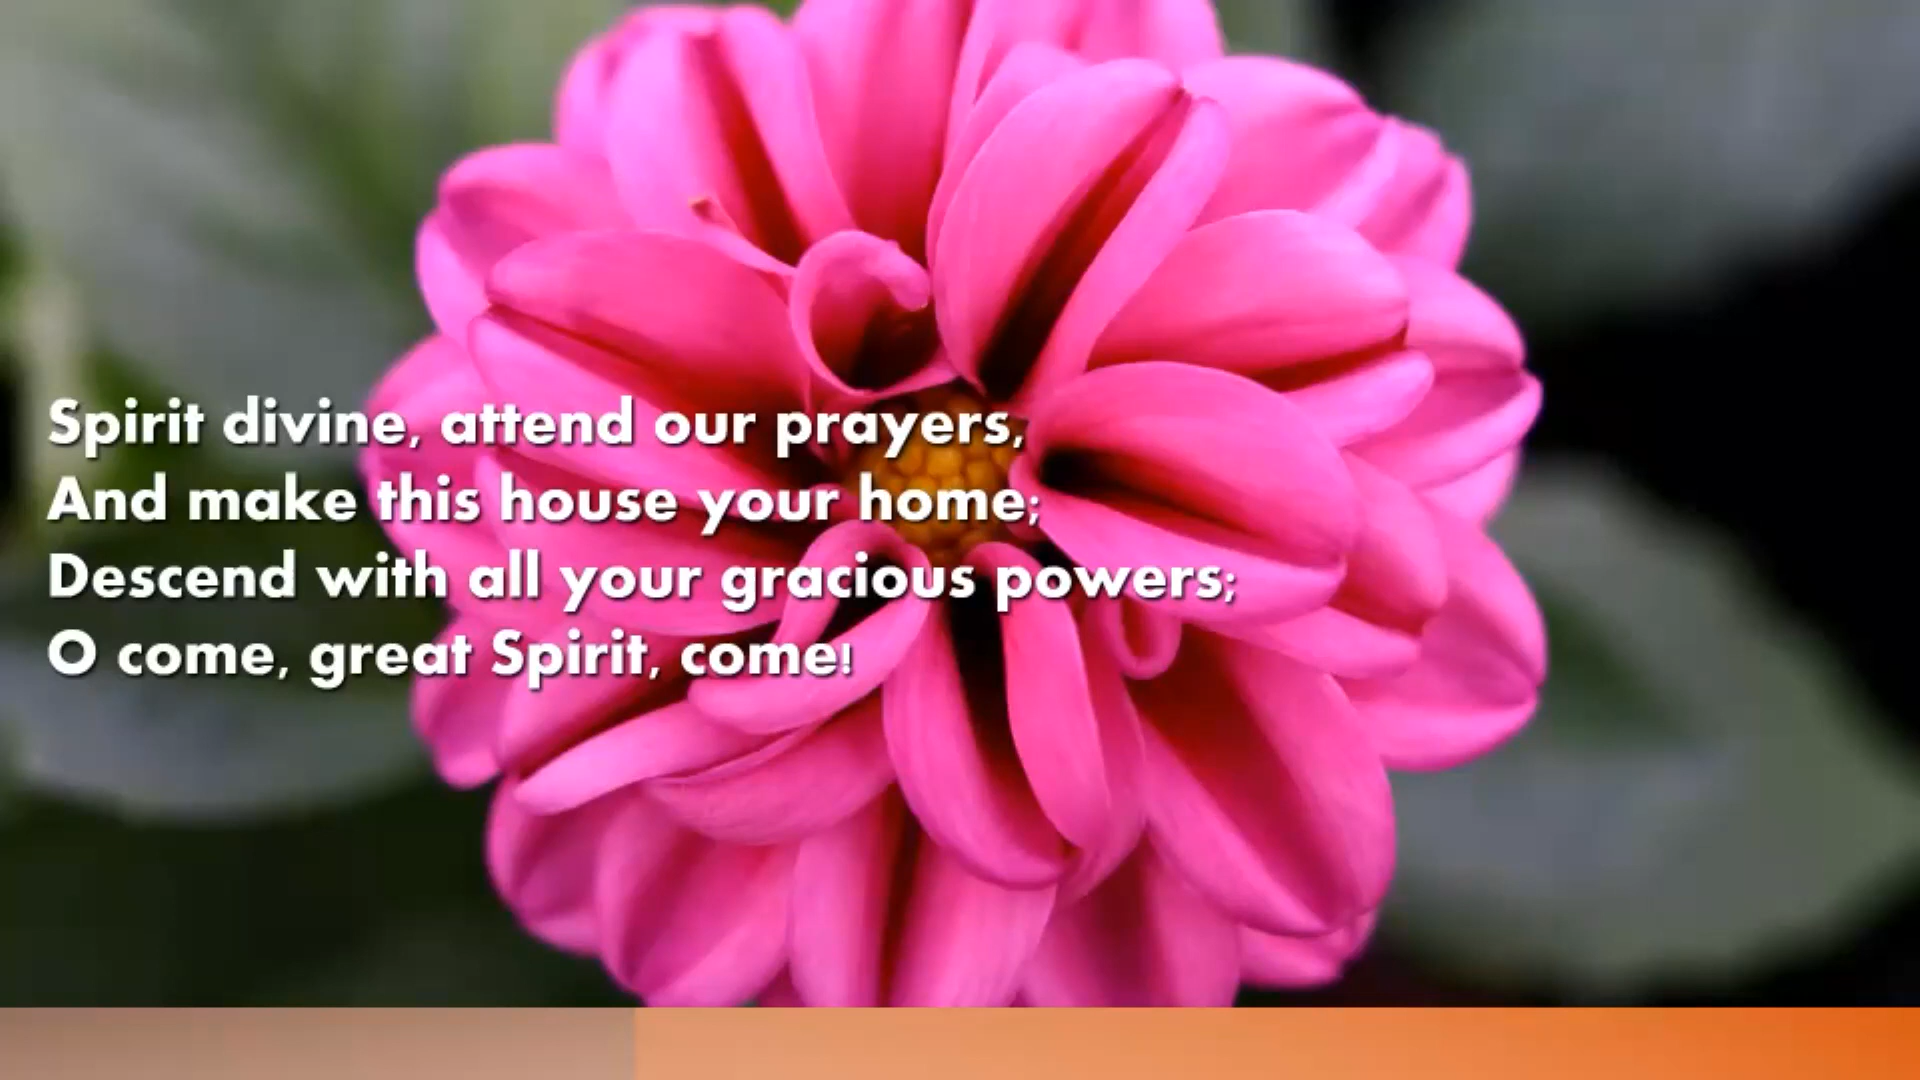 Spirit divine, attend our prayers,
And make this house your home;
Descend with all your gracious powers;
O come, great Spirit, come!